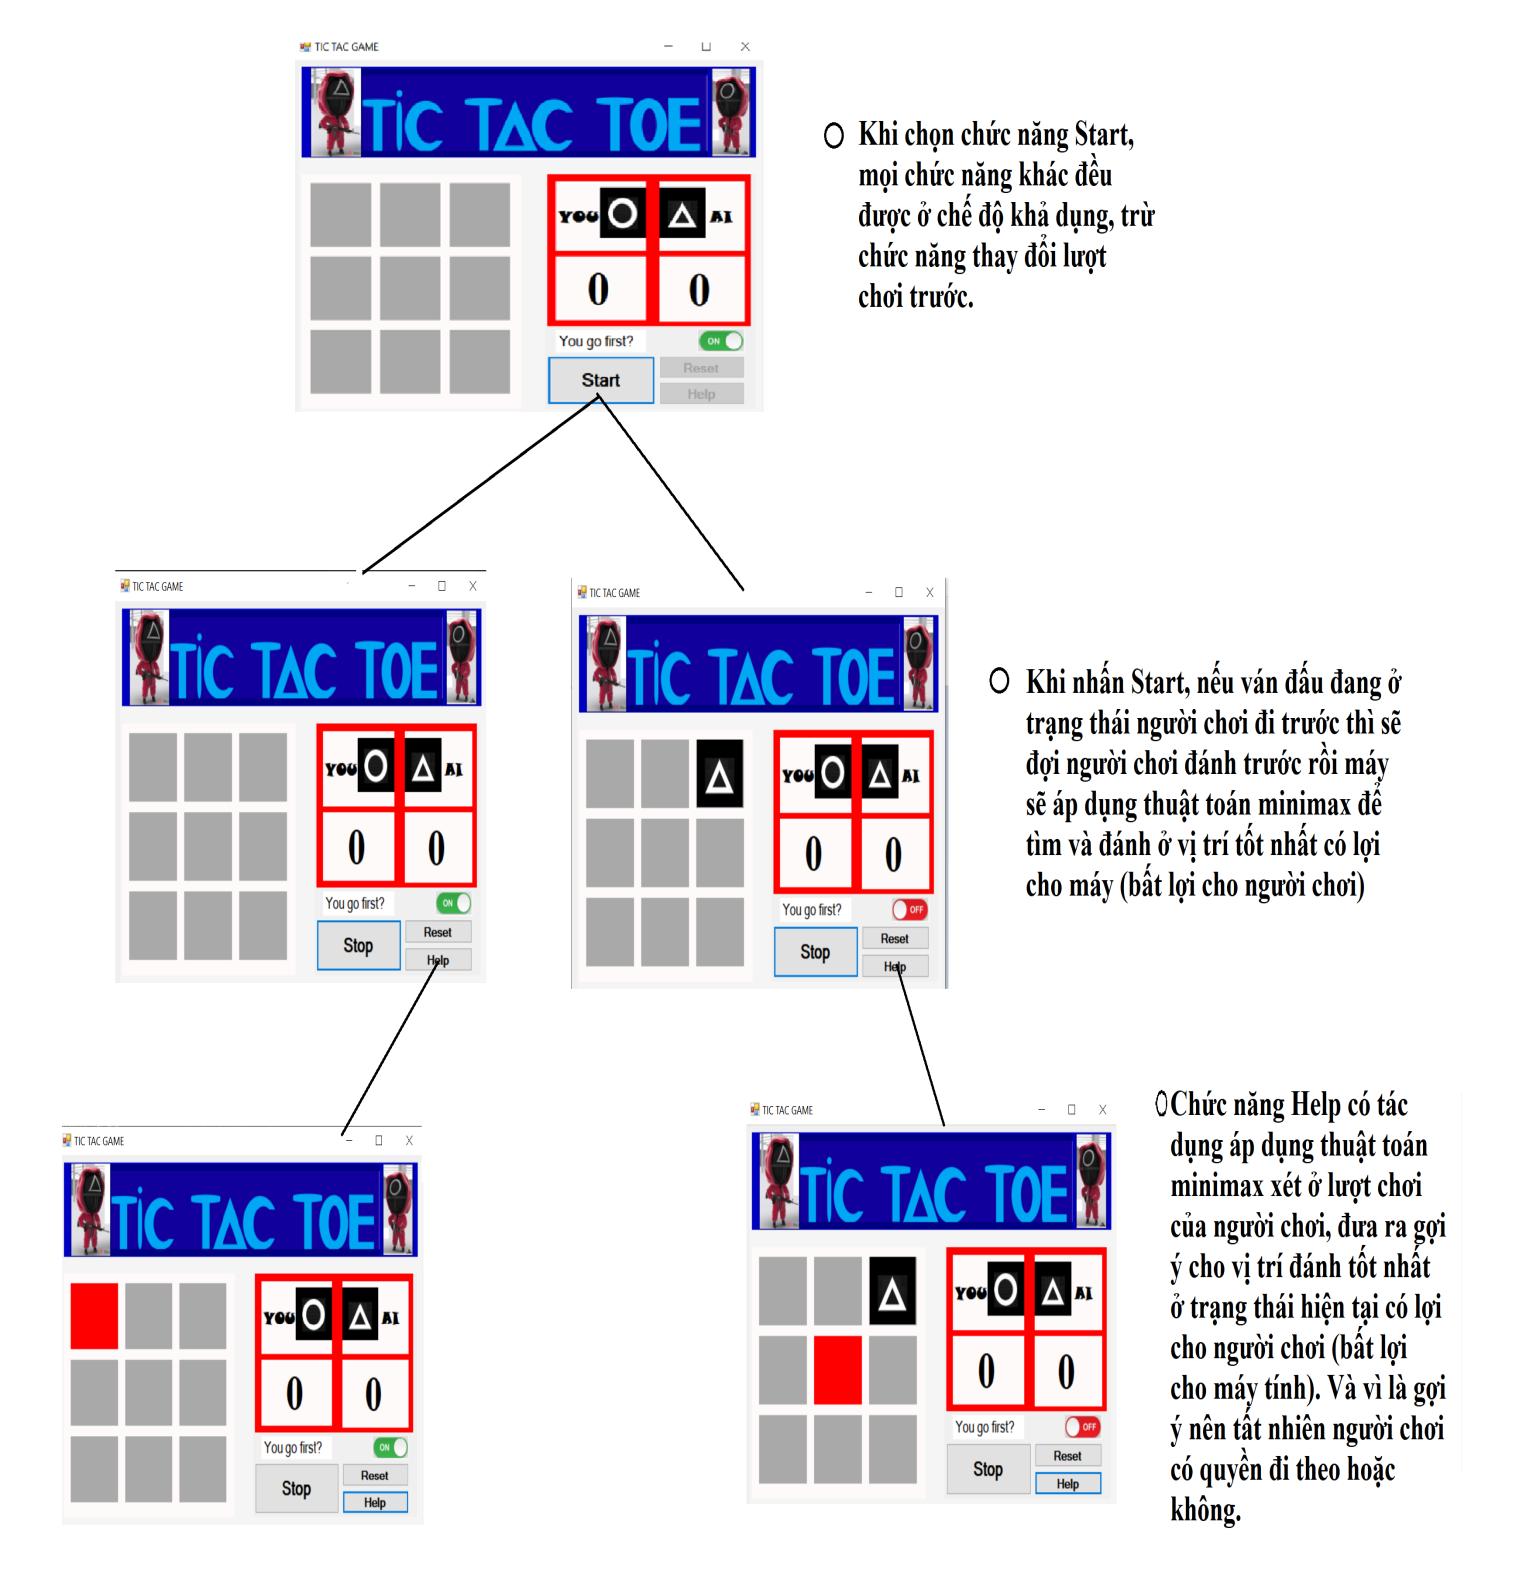 TIC TAC GAME
TIC TAC TOE
YOU
AI
0
0
You go first?
ON
Start
Reset
Help
Khi chọn chức năng Start,
mọi chức năng khác đều
được ở chế độ khả dụng, trừ
chức năng thay đổi lượt
chơi trước.
TIC TAC GAME
TIC TAC TOE
YOU
AI
0
0
You go first?
ON
Stop
Reset
Help
TIC TAC GAME
TIC TAC TOE
YOU
AI
0
0
You go first?
OFF
Stop
Reset
Help
Khi nhấn Start, nếu ván đấu đang ở
trạng thái người chơi đi trước thì sẽ
đợi người chơi đánh trước rồi máy
sẽ áp dụng thuật toán minimax để
tìm và đánh ở vị trí tốt nhất có lợi
cho máy (bất lợi cho người chơi)
TIC TAC GAME
TIC TAC TOE
YOU
AI
0
0
You go first?
ON
Stop
Reset
Help
TIC TAC GAME
TIC TAC TOE
YOU
AI
0
0
You go first?
OFF
Stop
Reset
Help
Chức năng Help có tác
dụng áp dụng thuật toán
minimax xét ở lượt chơi
của người chơi, đưa ra gợi
ý cho vị trí đánh tốt nhất
ở trạng thái hiện tại có lợi
cho người chơi (bất lợi
cho máy tính). Và vì là gợi
ý nên tất nhiên người chơi
có quyền đi theo hoặc
không.